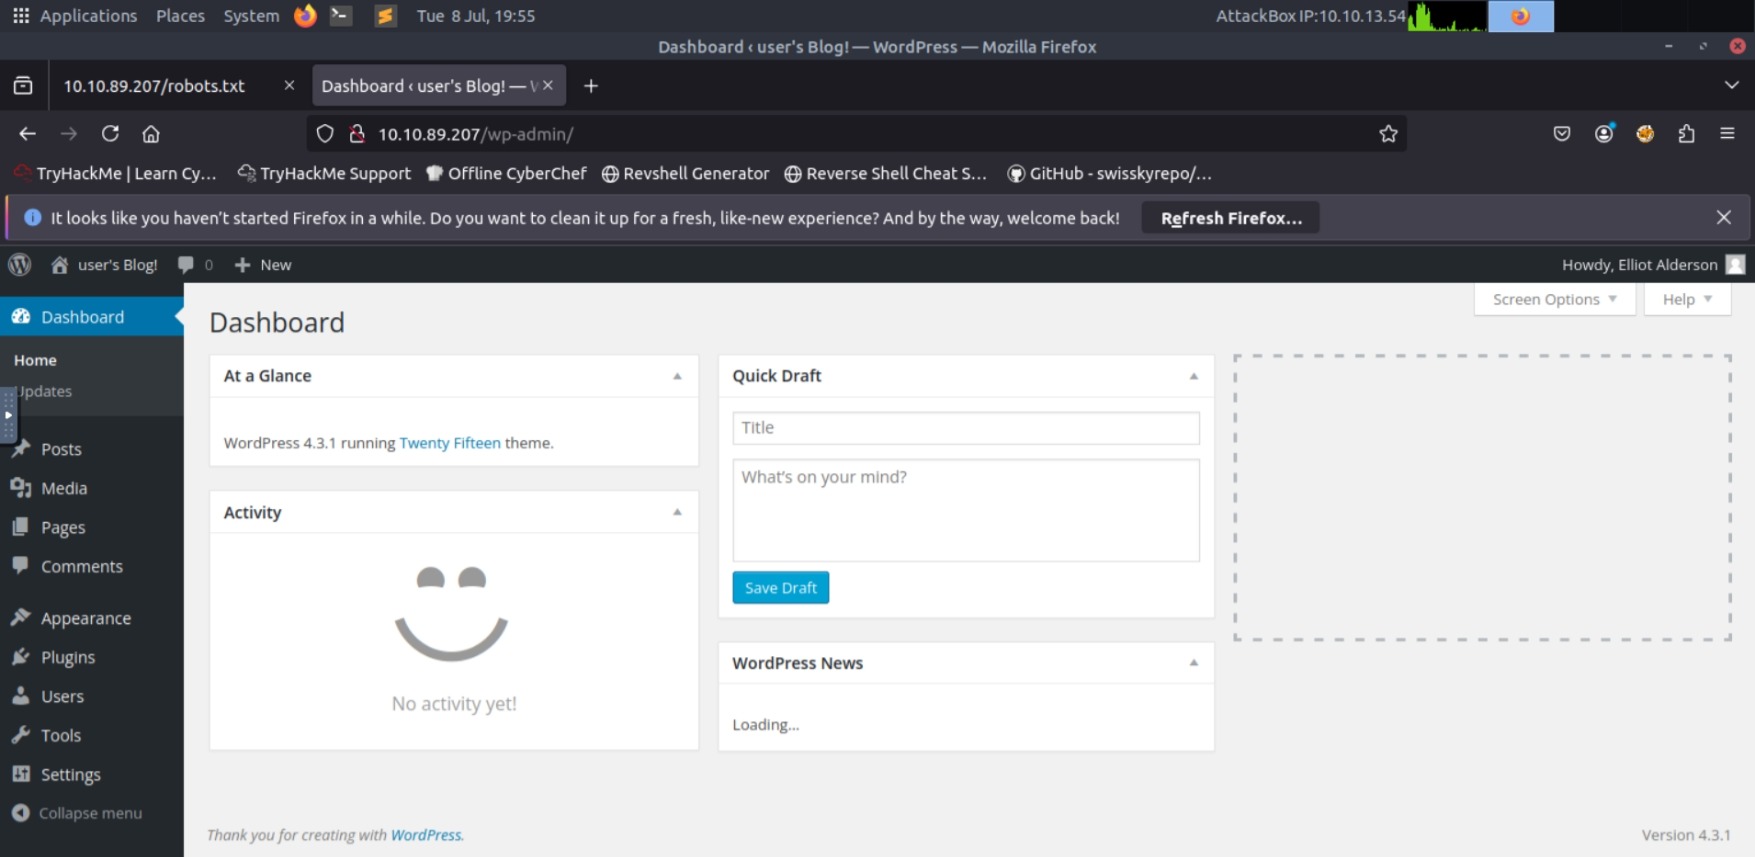 Applications Places System Tue 8 Jul, 19:55 AttackBox IP:10.10.13.54
Dashboard ‹ user's Blog! — WordPress — Mozilla Firefox
10.10.89.207/robots.txt Dashboard ‹ user's Blog! — W
10.10.89.207/wp-admin/
TryHackMe | Learn Cy... TryHackMe Support Offline CyberChef Revshell Generator Reverse Shell Cheat S... GitHub - swisskyrepo/...
It looks like you haven't started Firefox in a while. Do you want to clean it up for a fresh, like-new experience? And by the way, welcome back! Refresh Firefox...
user's Blog! 0 + New Howdy, Elliot Alderson
Screen Options Help
Dashboard
Home
Updates
Posts
Media
Pages
Comments
Appearance
Plugins
Users
Tools
Settings
Collapse menu
Dashboard
At a Glance
WordPress 4.3.1 running Twenty Fifteen theme.
Activity
No activity yet!
Quick Draft
Title
What's on your mind?
Save Draft
WordPress News
Loading...
Thank you for creating with WordPress.
Version 4.3.1